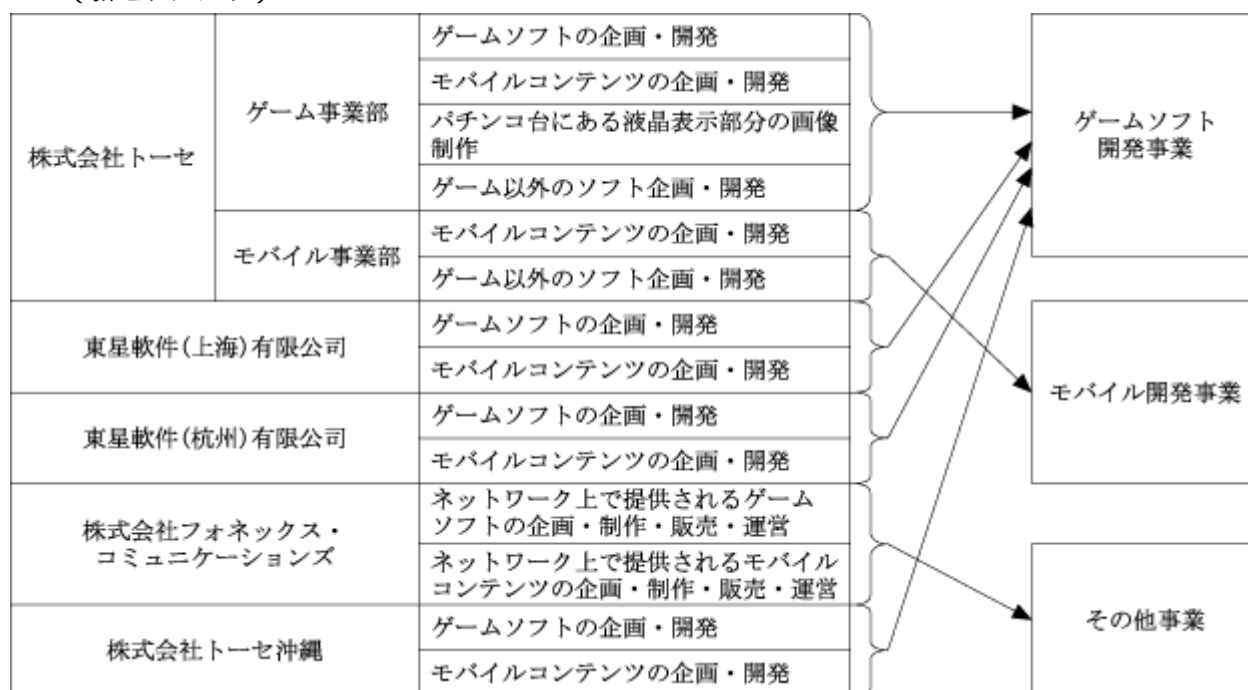 株式会社トーセ
ゲーム事業部
ゲームソフトの企画・開発
モバイルコンテンツの企画・開発
パチンコ台にある液晶表示部分の画像
制作
ゲーム以外のソフト企画・開発
モバイル事業部
モバイルコンテンツの企画・開発
ゲーム以外のソフト企画・開発
東星軟件(上海)有限公司
ゲームソフトの企画・開発
モバイルコンテンツの企画・開発
東星軟件(杭州)有限公司
ゲームソフトの企画・開発
モバイルコンテンツの企画・開発
株式会社フォネックス・
コミュニケーションズ
ネットワーク上で提供されるゲーム
ソフトの企画・制作・販売・運営
ネットワーク上で提供されるモバイル
コンテンツの企画・制作・販売・運営
株式会社トーセ沖縄
ゲームソフトの企画・開発
モバイルコンテンツの企画・開発
ゲームソフト
開発事業
モバイル開発事業
その他事業